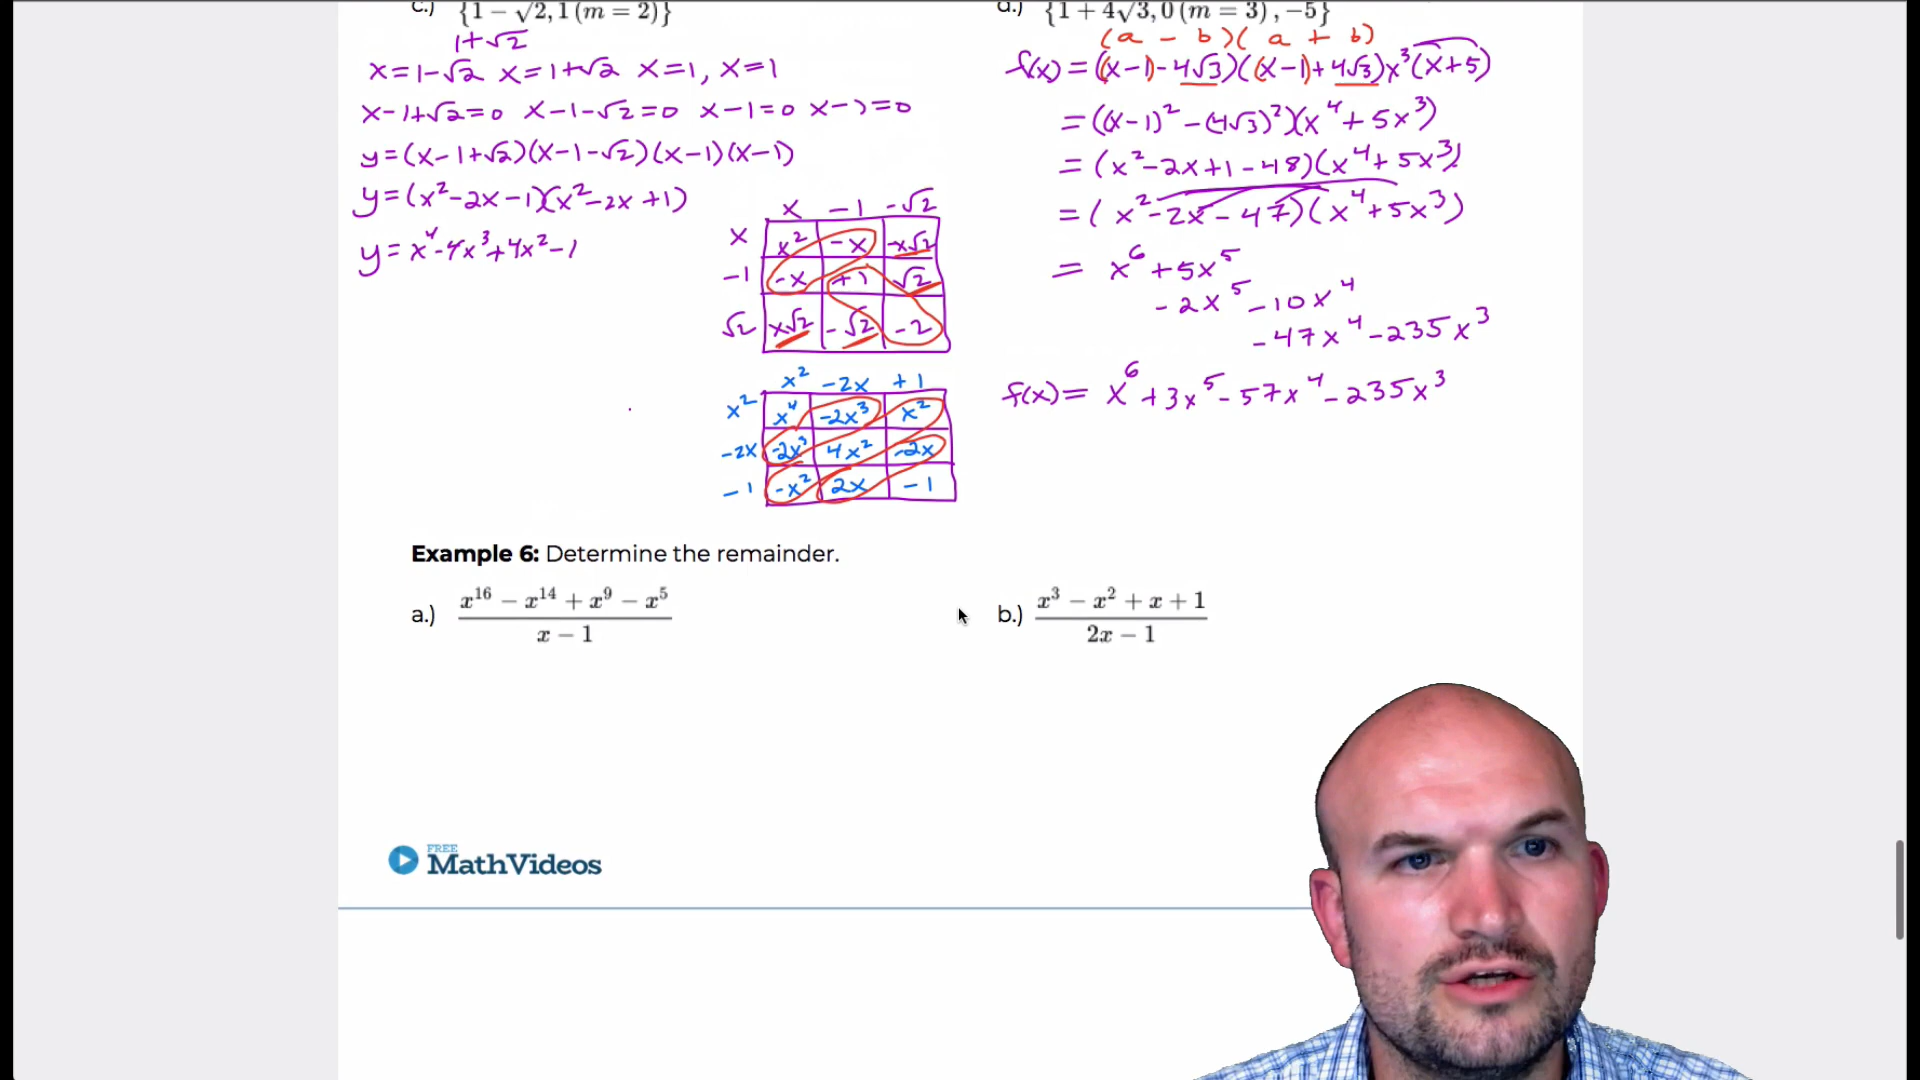 c.) {1 − √2, 1 (m = 2)}
1+√2
x=1-√2 x=1+√2 x=1, x=1
x-1+√2=0 x-1-√2=0 x-1=0 x-1=0
y=(x-1+√2)(x-1-√2)(x-1)(x-1)
y=(x²-2x-1)(x²-2x+1)
y=x⁴-4x³+4x²-1
x -1 -√2
x x² -x -x√2
-1 -x +1 √2
√2 x√2 -√2 -2
x² -2x +1
x² x⁴ -2x³ x²
-2x -2x³ 4x² -2x
-1 -x² 2x -1
d.) {1 + 4√3, 0 (m = 3), −5}
(a - b)(a + b)
f(x)=((x-1)-4√3)((x-1)+4√3)x³(x+5)
=((x-1)²-(4√3)²)(x⁴+5x³)
=(x²-2x+1-48)(x⁴+5x³)
=(x²-2x-47)(x⁴+5x³)
= x⁶+5x⁵
-2x⁵-10x⁴
-47x⁴-235x³
f(x)= x⁶+3x⁵-57x⁴-235x³
Example 6: Determine the remainder.
a.) (x¹⁶ − x¹⁴ + x⁹ − x⁵)/(x − 1)
b.) (x³ − x² + x + 1)/(2x − 1)
FREE
MathVideos